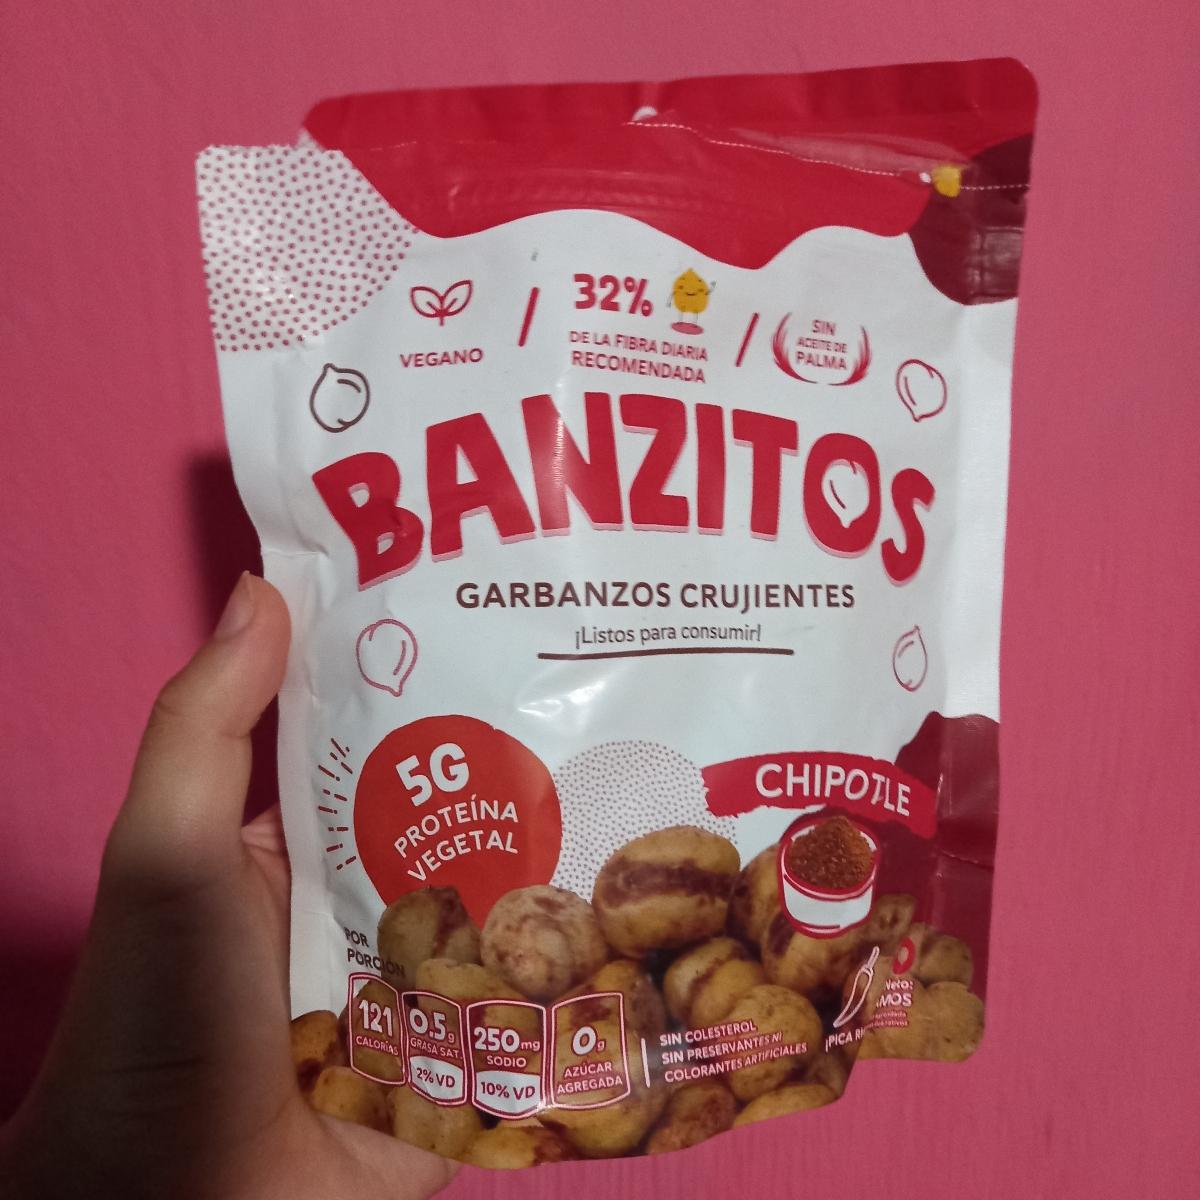 VEGANO
32%
DE LA FIBRA DIARIA
RECOMENDADA
SIN
ACEITE DE
PALMA
BANZITOS
GARBANZOS CRUJIENTES
¡Listos para consumir!
5G
PROTEÍNA
VEGETAL
CHIPOTLE
POR
PORCIÓN
121
CALORÍAS
0.5g
GRASA SAT.
2% VD
250mg
SODIO
10% VD
0g
AZÚCAR
AGREGADA
SIN COLESTEROL
SIN PRESERVANTES NI
COLORANTES ARTIFICIALES
¡PICA